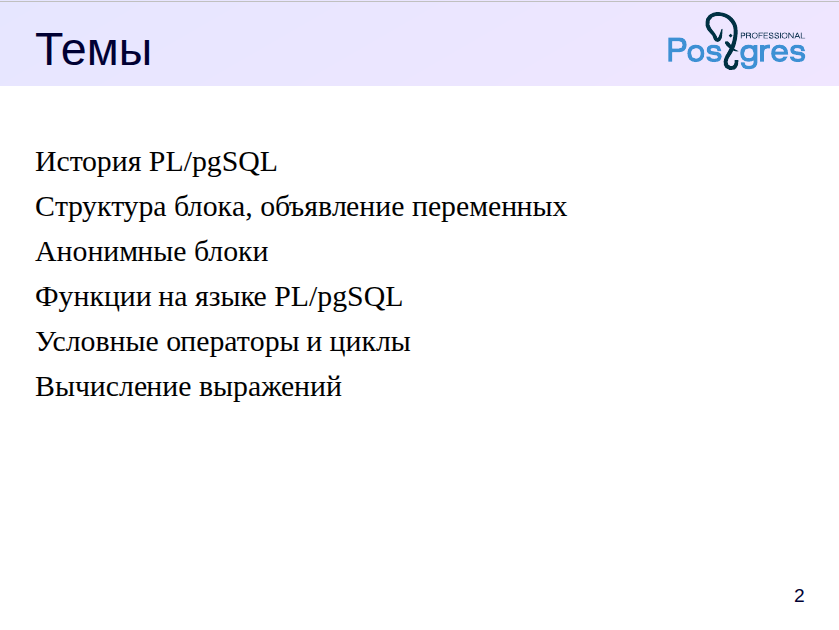 Темы
PROFESSIONAL
Postgres
История PL/pgSQL
Структура блока, объявление переменных
Анонимные блоки
Функции на языке PL/pgSQL
Условные операторы и циклы
Вычисление выражений
2